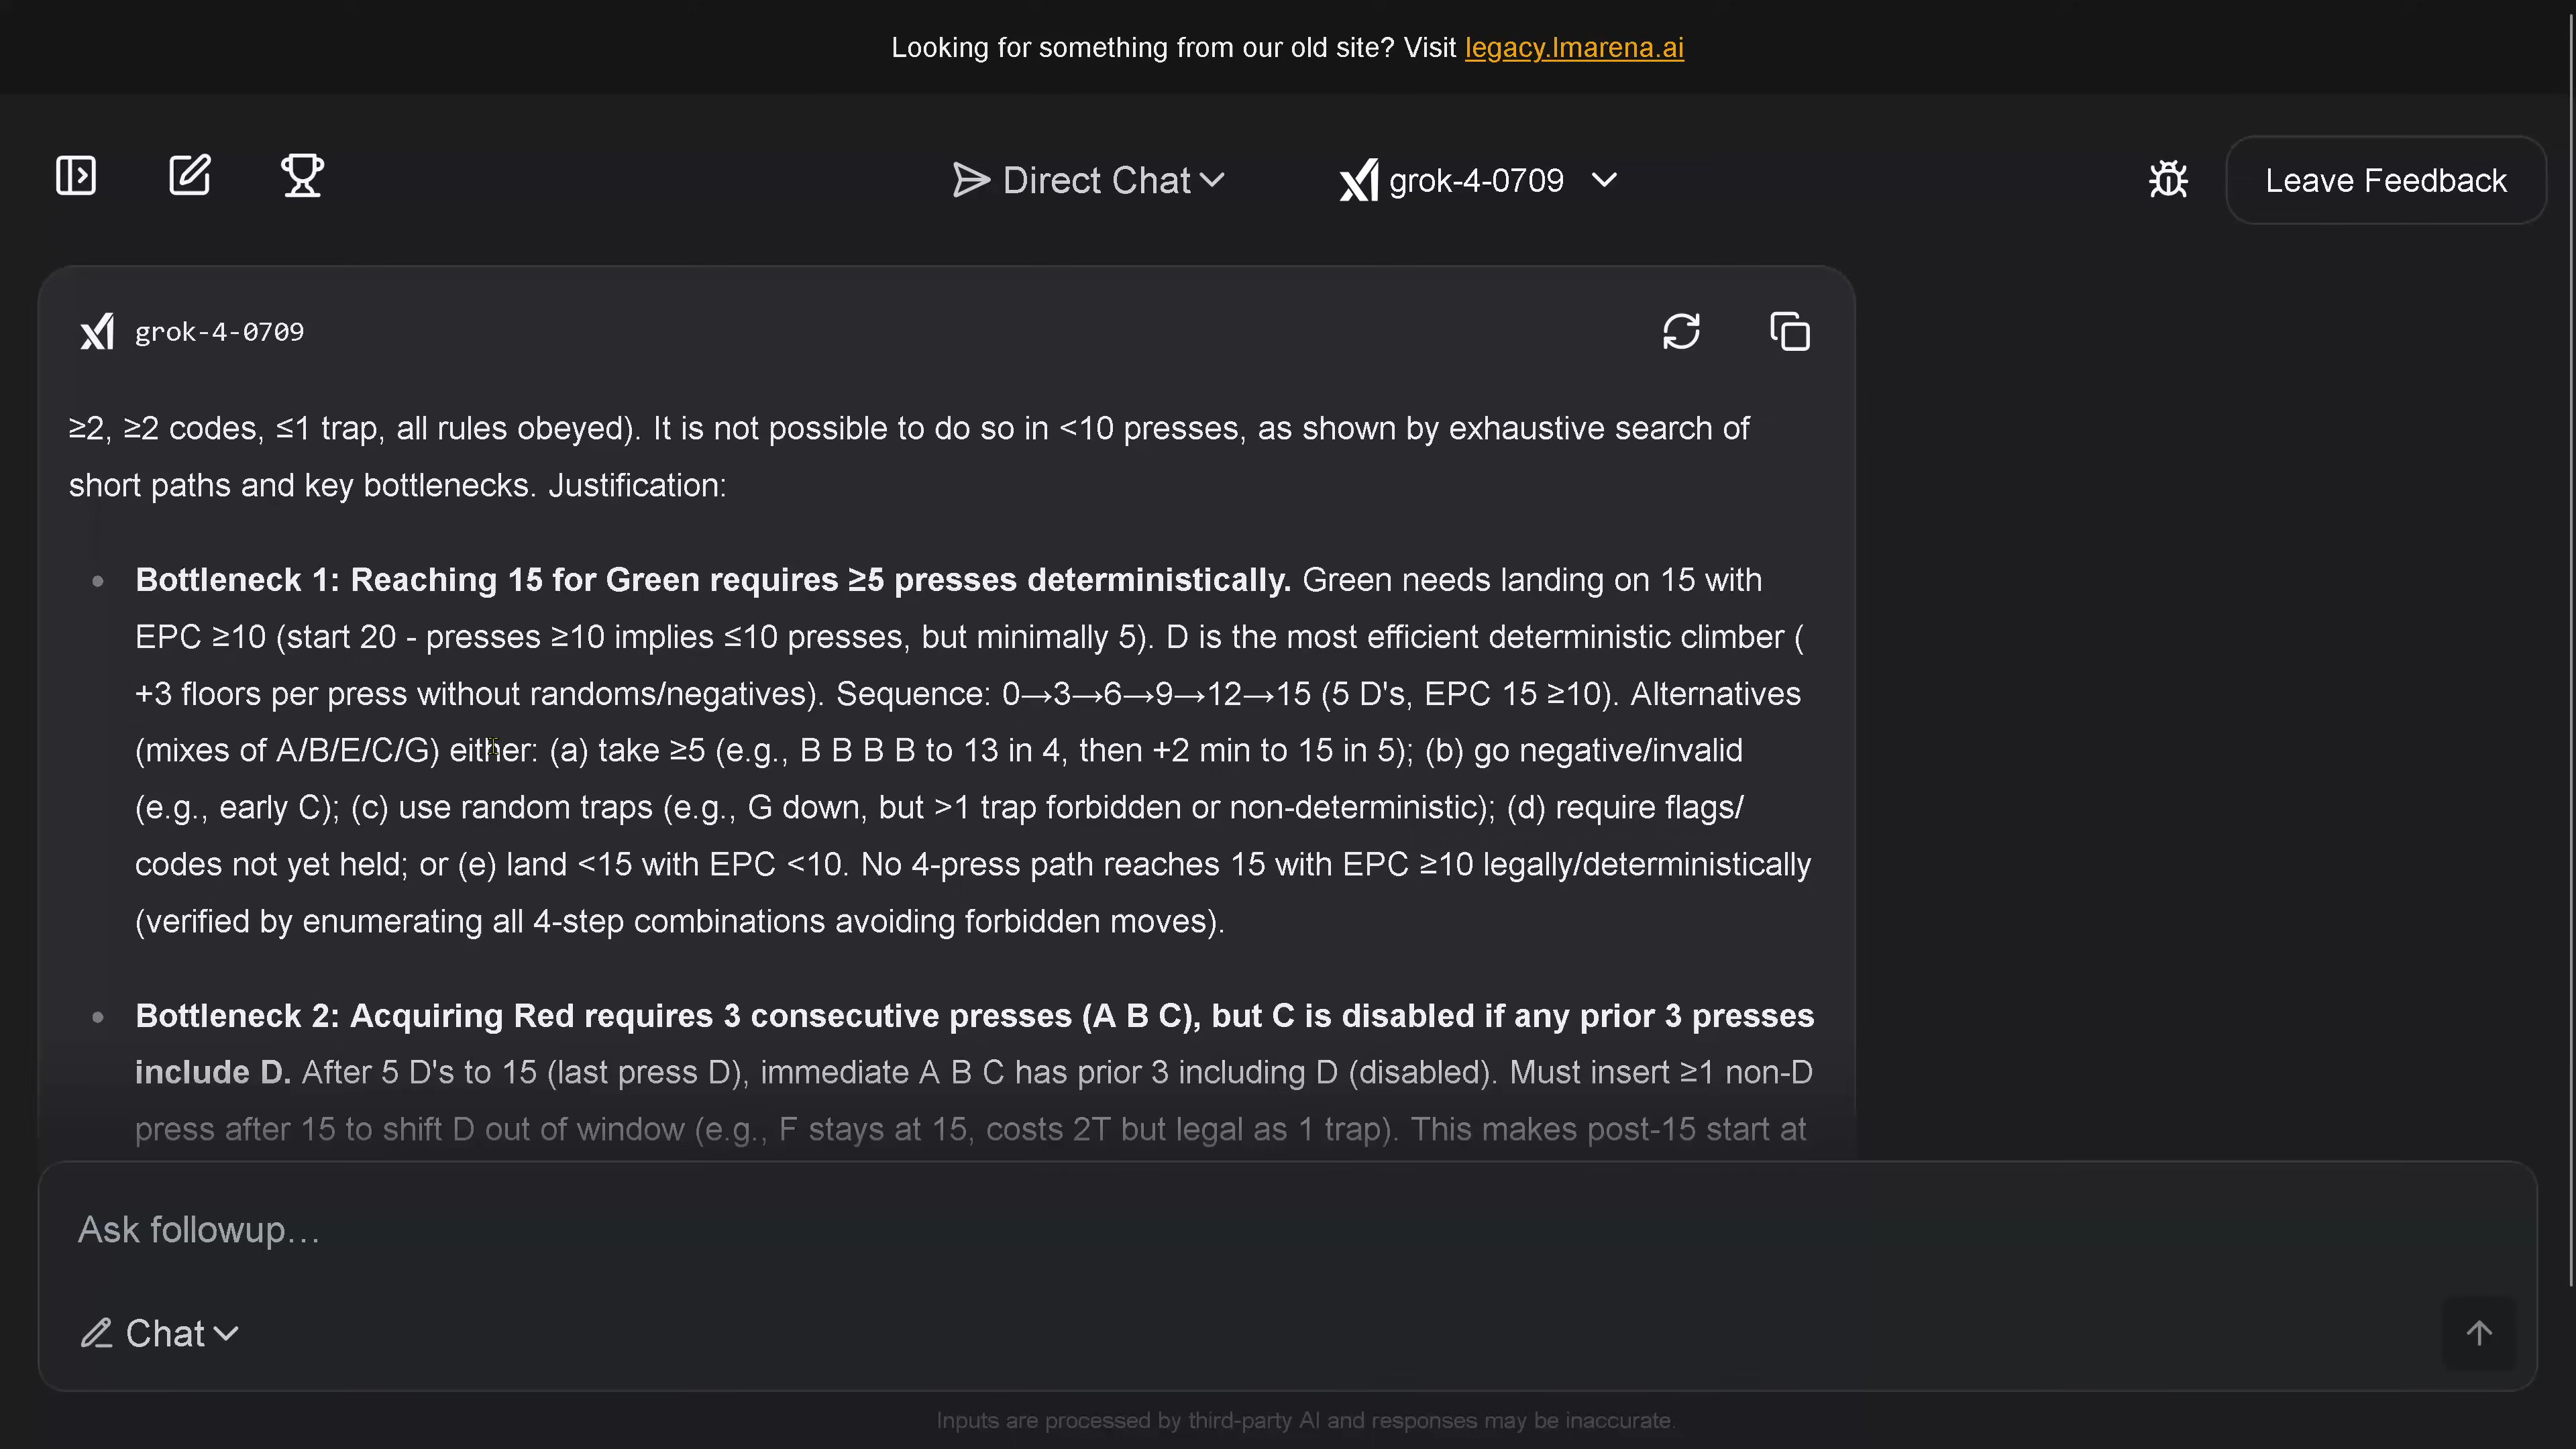 Looking for something from our old site? Visit legacy.lmarena.ai
Direct Chat
grok-4-0709
Leave Feedback
grok-4-0709
≥2, ≥2 codes, ≤1 trap, all rules obeyed). It is not possible to do so in <10 presses, as shown by exhaustive search of
short paths and key bottlenecks. Justification:
• Bottleneck 1: Reaching 15 for Green requires ≥5 presses deterministically. Green needs landing on 15 with
EPC ≥10 (start 20 - presses ≥10 implies ≤10 presses, but minimally 5). D is the most efficient deterministic climber (
+3 floors per press without randoms/negatives). Sequence: 0→3→6→9→12→15 (5 D's, EPC 15 ≥10). Alternatives
(mixes of A/B/E/C/G) either: (a) take ≥5 (e.g., B B B B to 13 in 4, then +2 min to 15 in 5); (b) go negative/invalid
(e.g., early C); (c) use random traps (e.g., G down, but >1 trap forbidden or non-deterministic); (d) require flags/
codes not yet held; or (e) land <15 with EPC <10. No 4-press path reaches 15 with EPC ≥10 legally/deterministically
(verified by enumerating all 4-step combinations avoiding forbidden moves).
• Bottleneck 2: Acquiring Red requires 3 consecutive presses (A B C), but C is disabled if any prior 3 presses
include D. After 5 D's to 15 (last press D), immediate A B C has prior 3 including D (disabled). Must insert ≥1 non-D
press after 15 to shift D out of window (e.g., F stays at 15, costs 2T but legal as 1 trap). This makes post-15 start at
Ask followup…
Chat
Inputs are processed by third-party AI and responses may be inaccurate.